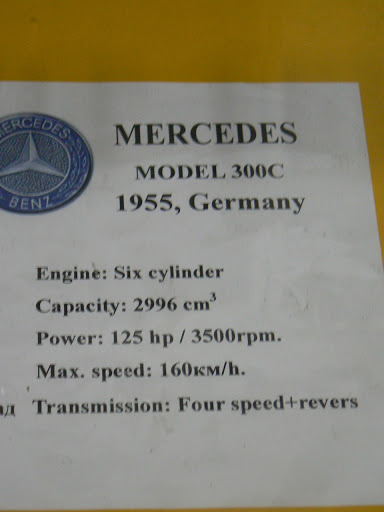 MERCEDES
BENZ
MERCEDES
MODEL 300C
1955, Germany
Engine: Six cylinder
Capacity: 2996 cm³
Power: 125 hp / 3500rpm.
Max. speed: 160км/h.
Transmission: Four speed+revers